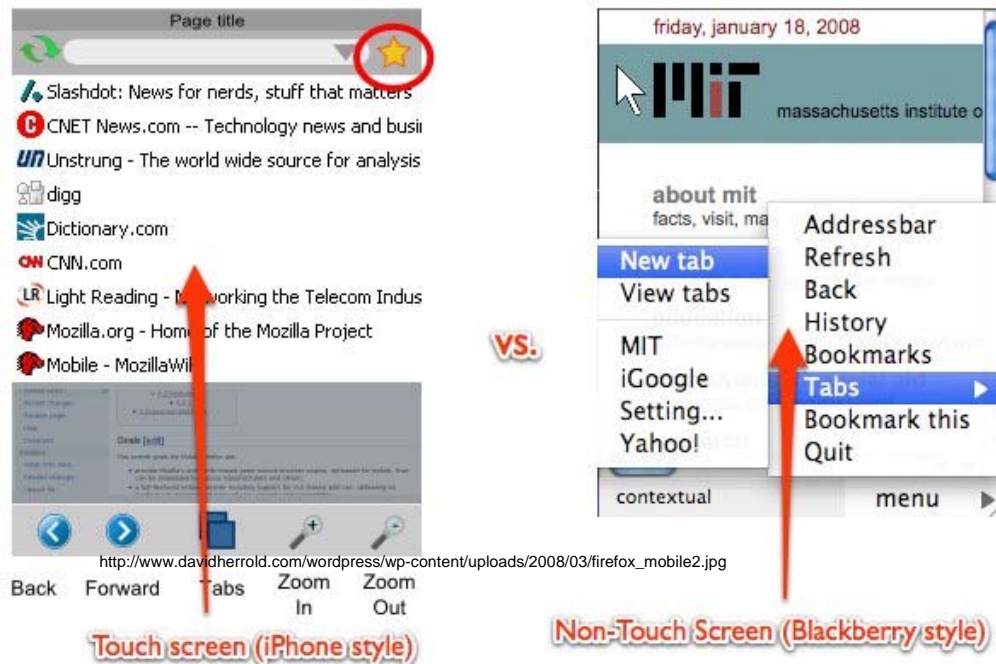 Page title
Slashdot: News for nerds, stuff that matters
CNET News.com -- Technology news and busi
Unstrung - The world wide source for analysis
digg
Dictionary.com
CNN CNN.com
LR Light Reading - Networking the Telecom Indus
Mozilla.org - Home of the Mozilla Project
Mobile - MozillaWiki
Goals [edit]
http://www.davidherrold.com/wordpress/wp-content/uploads/2008/03/firefox_mobile2.jpg
Back Forward Tabs Zoom In Zoom Out
Touch screen (iPhone style)
vs.
friday, january 18, 2008
MIT
massachusetts institute o
about mit
facts, visit, ma
New tab
View tabs
MIT
iGoogle
Setting...
Yahoo!
Addressbar
Refresh
Back
History
Bookmarks
Tabs
Bookmark this
Quit
contextual
menu
Non-Touch Screen (Blackberry style)